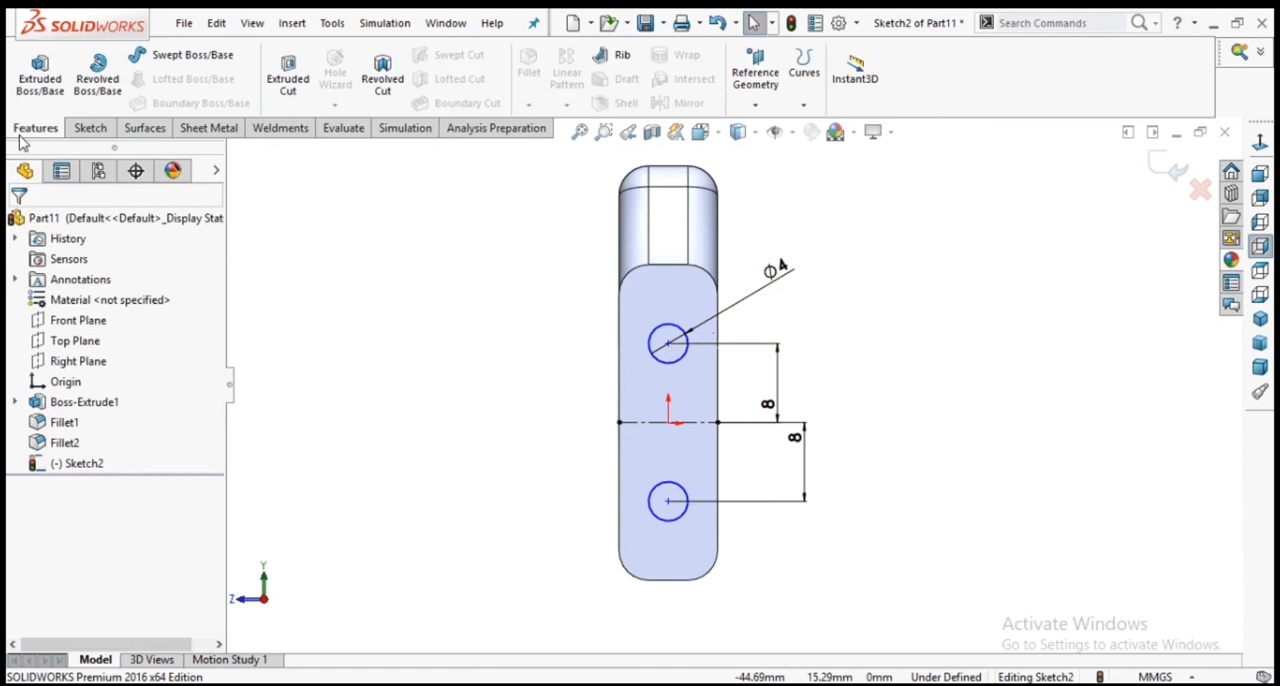 SOLIDWORKS File Edit View Insert Tools Simulation Window Help Sketch2 of Part11 * Search Commands ?
Extruded Boss/Base
Revolved Boss/Base
Swept Boss/Base
Lofted Boss/Base
Boundary Boss/Base
Extruded Cut
Hole Wizard
Revolved Cut
Swept Cut
Lofted Cut
Boundary Cut
Fillet
Linear Pattern
Rib
Draft
Shell
Wrap
Intersect
Mirror
Reference Geometry
Curves
Instant3D
Features Sketch Surfaces Sheet Metal Weldments Evaluate Simulation Analysis Preparation
Part11 (Default<<Default>_Display Stat
History
Sensors
Annotations
Material <not specified>
Front Plane
Top Plane
Right Plane
Origin
Boss-Extrude1
Fillet1
Fillet2
(-) Sketch2
∅4
8
8
Y
Z
Activate Windows
Go to Settings to activate Windows.
Model 3D Views Motion Study 1
SOLIDWORKS Premium 2016 x64 Edition -44.69mm 15.29mm 0mm Under Defined Editing Sketch2 MMGS